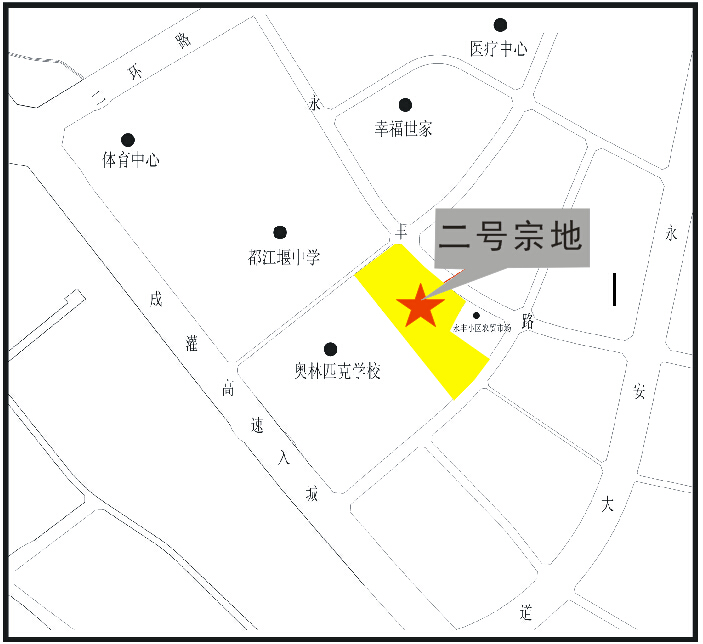 医疗中心
二环路
永丰路
幸福世家
体育中心
二号宗地
都江堰中学
永安大道
成灌高速入城
永丰小区农贸市场
奥林匹克学校